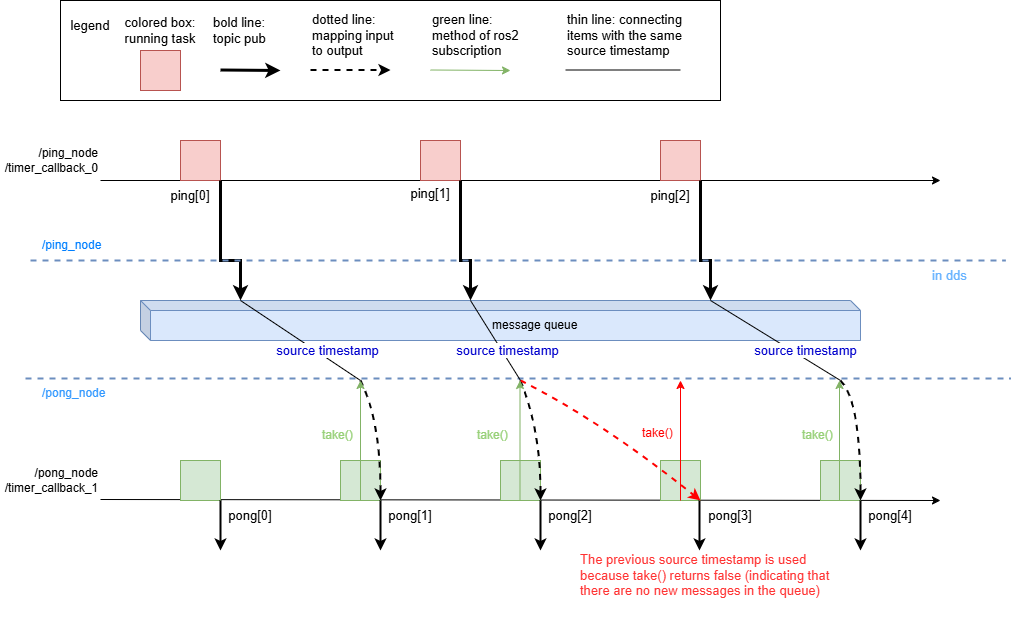 legend
colored box:
running task
bold line:
topic pub
dotted line:
mapping input
to output
green line:
method of ros2
subscription
thin line: connecting
items with the same
source timestamp
/ping_node
/timer_callback_0
ping[0]
ping[1]
ping[2]
/ping_node
in dds
message queue
source timestamp
source timestamp
source timestamp
/pong_node
take()
take()
take()
take()
/pong_node
/timer_callback_1
pong[0]
pong[1]
pong[2]
pong[3]
pong[4]
The previous source timestamp is used
because take() returns false (indicating that
there are no new messages in the queue)